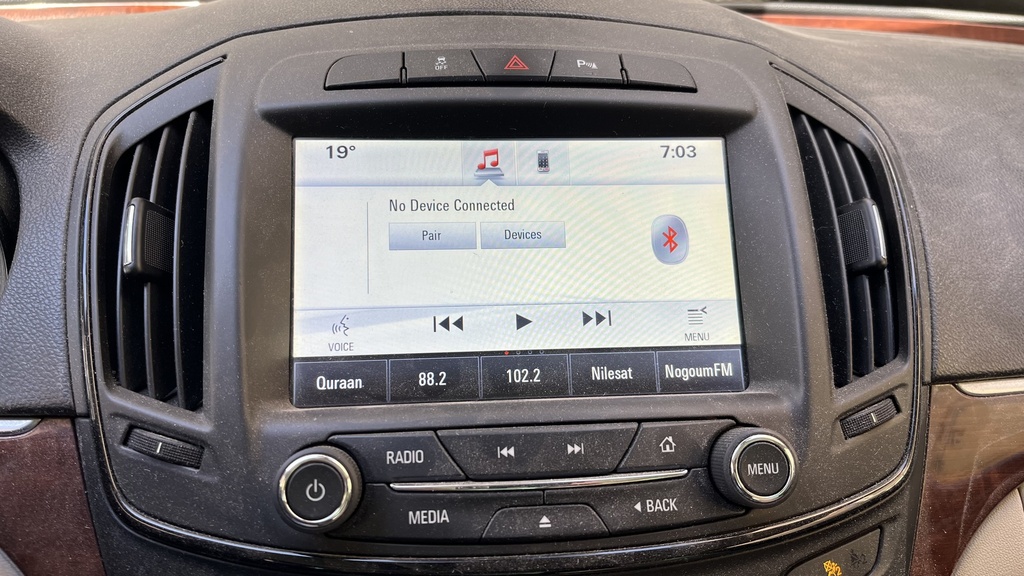 OFF
P
19°
7:03
No Device Connected
Pair
Devices
VOICE
MENU
Quraan
88.2
102.2
Nilesat
NogoumFM
RADIO
MENU
MEDIA
BACK